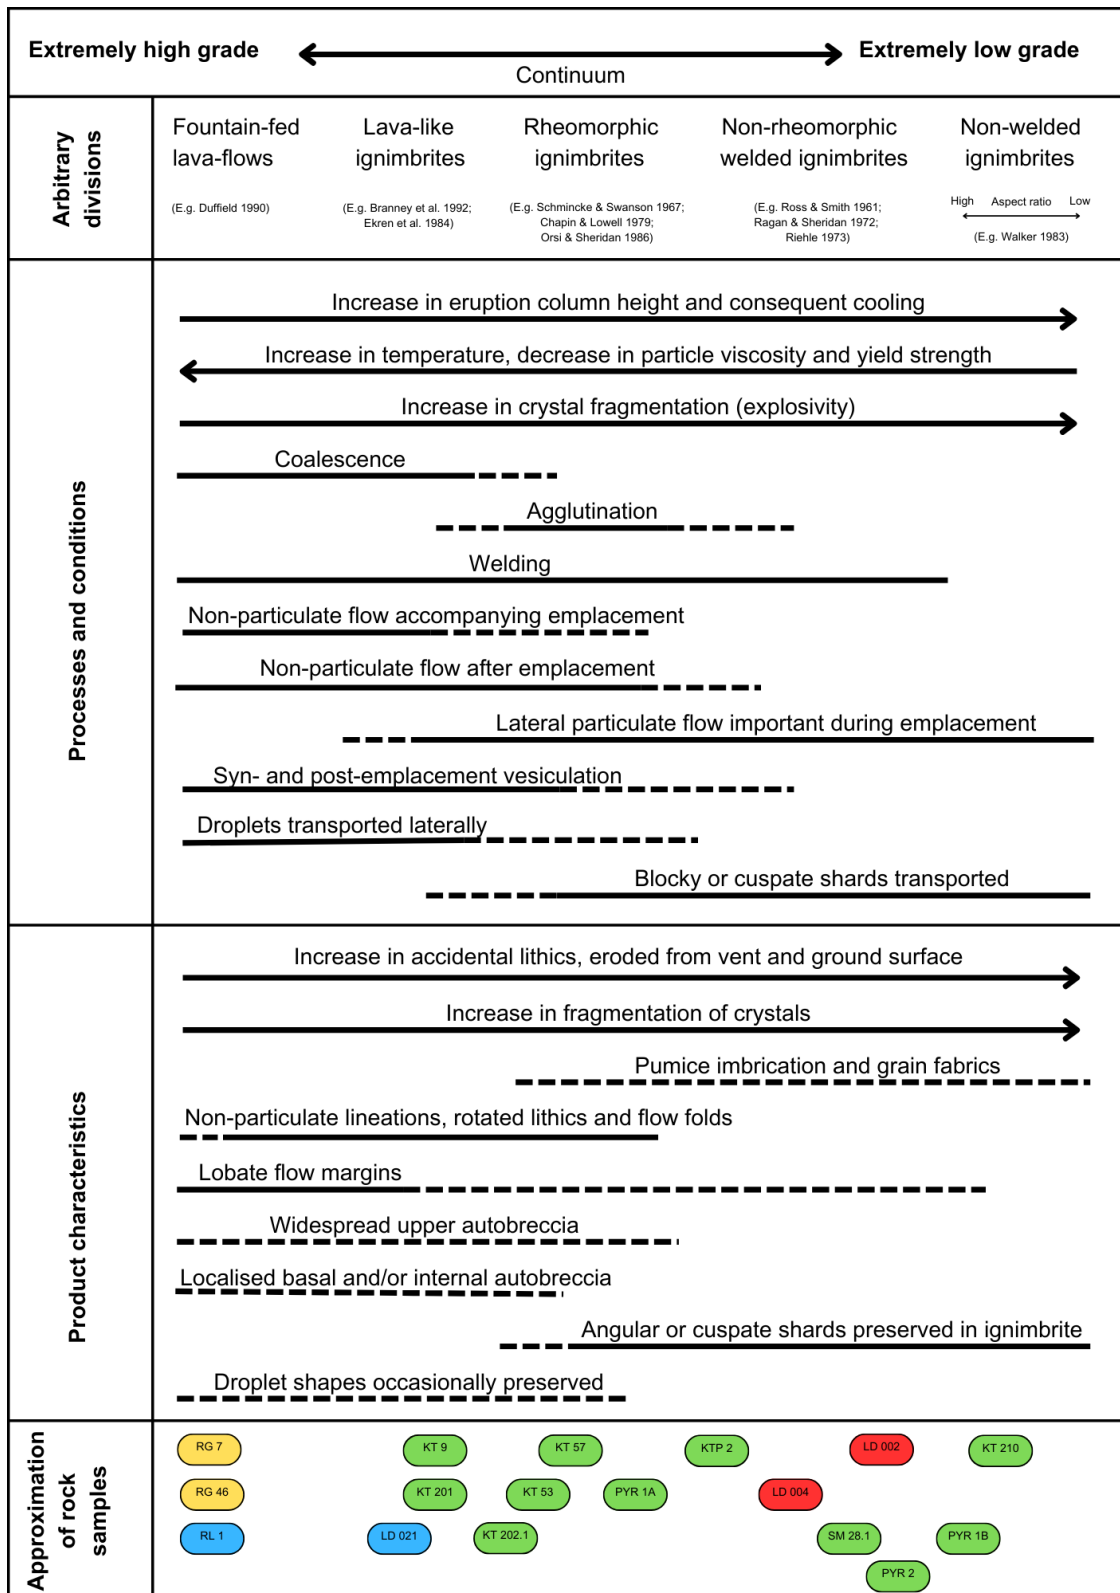 Extremely high grade
Extremely low grade
Continuum
Arbitrary
divisions
Fountain-fed
lava-flows
(E.g. Duffield 1990)
Lava-like
ignimbrites
(E.g. Branney et al. 1992;
Ekren et al. 1984)
Rheomorphic
ignimbrites
(E.g. Schmincke & Swanson 1967;
Chapin & Lowell 1979;
Orsi & Sheridan 1986)
Non-rheomorphic
welded ignimbrites
(E.g. Ross & Smith 1961;
Ragan & Sheridan 1972;
Riehle 1973)
Non-welded
ignimbrites
High Aspect ratio Low
(E.g. Walker 1983)
Processes and conditions
Increase in eruption column height and consequent cooling
Increase in temperature, decrease in particle viscosity and yield strength
Increase in crystal fragmentation (explosivity)
Coalescence
Agglutination
Welding
Non-particulate flow accompanying emplacement
Non-particulate flow after emplacement
Lateral particulate flow important during emplacement
Syn- and post-emplacement vesiculation
Droplets transported laterally
Blocky or cuspate shards transported
Product characteristics
Increase in accidental lithics, eroded from vent and ground surface
Increase in fragmentation of crystals
Pumice imbrication and grain fabrics
Non-particulate lineations, rotated lithics and flow folds
Lobate flow margins
Widespread upper autobreccia
Localised basal and/or internal autobreccia
Angular or cuspate shards preserved in ignimbrite
Droplet shapes occasionally preserved
Approximation
of rock
samples
RG 7
KT 9
KT 57
KTP 2
LD 002
KT 210
RG 46
KT 201
KT 53
PYR 1A
LD 004
RL 1
LD 021
KT 202.1
SM 28.1
PYR 1B
PYR 2